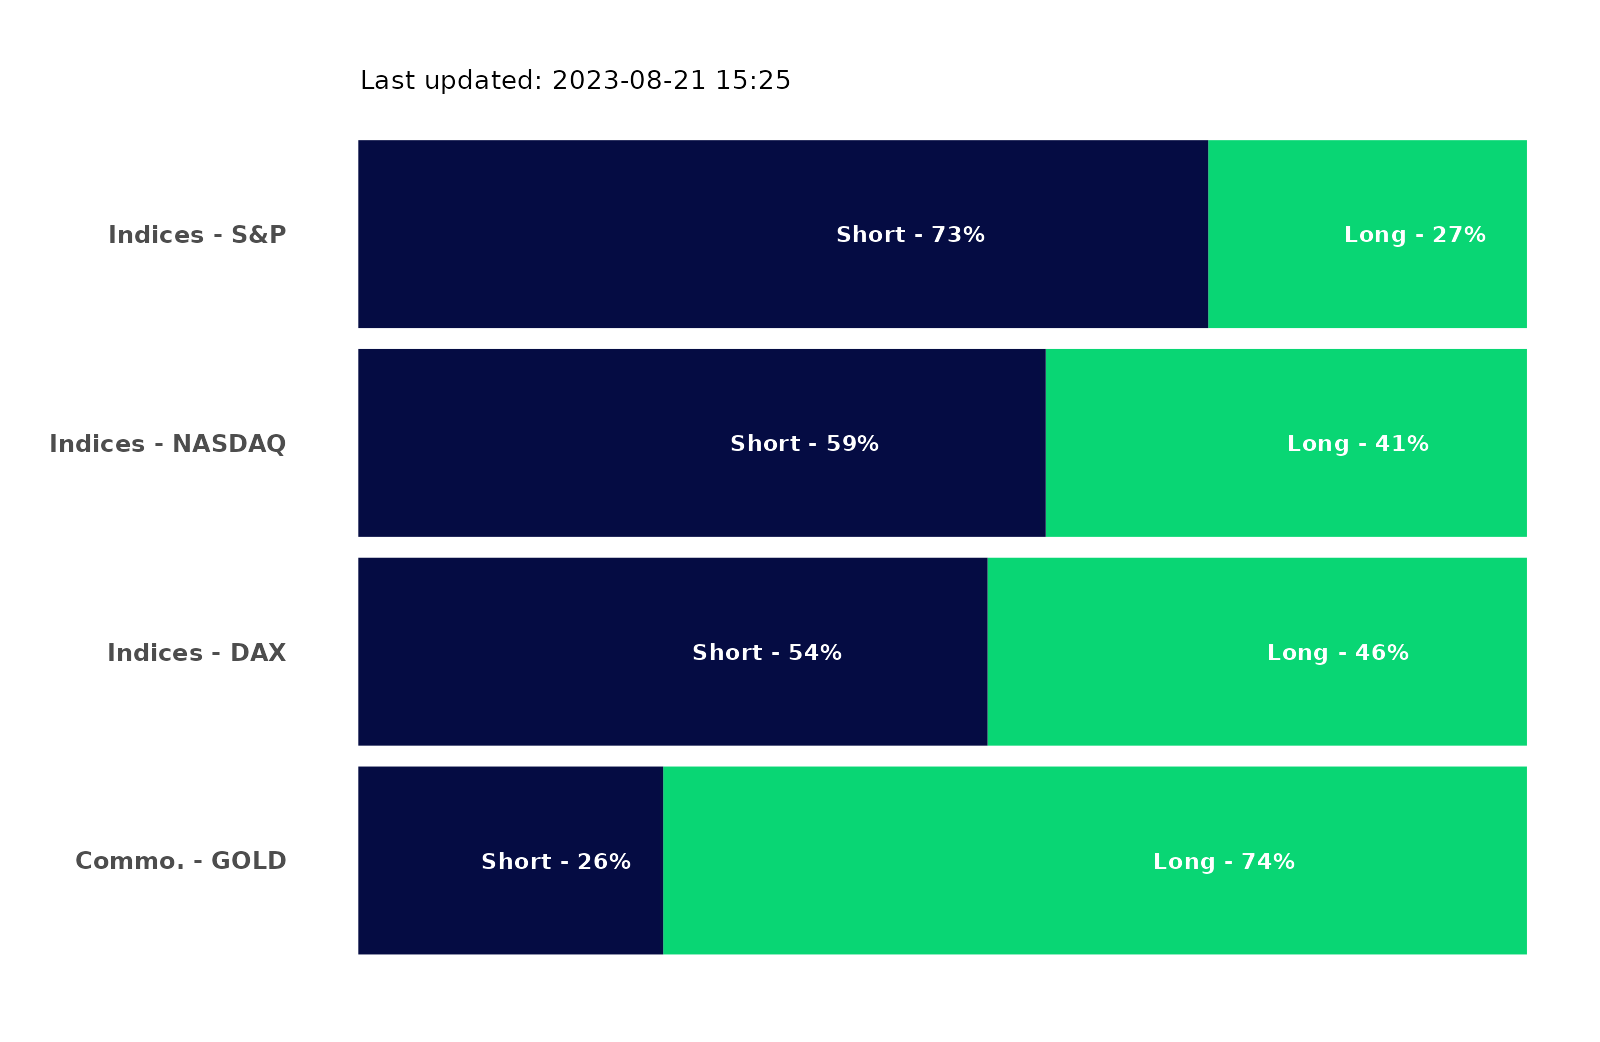 Last updated: 2023-08-21 15:25
Indices - S&P Short - 73% Long - 27%
Indices - NASDAQ Short - 59% Long - 41%
Indices - DAX Short - 54% Long - 46%
Commo. - GOLD Short - 26% Long - 74%